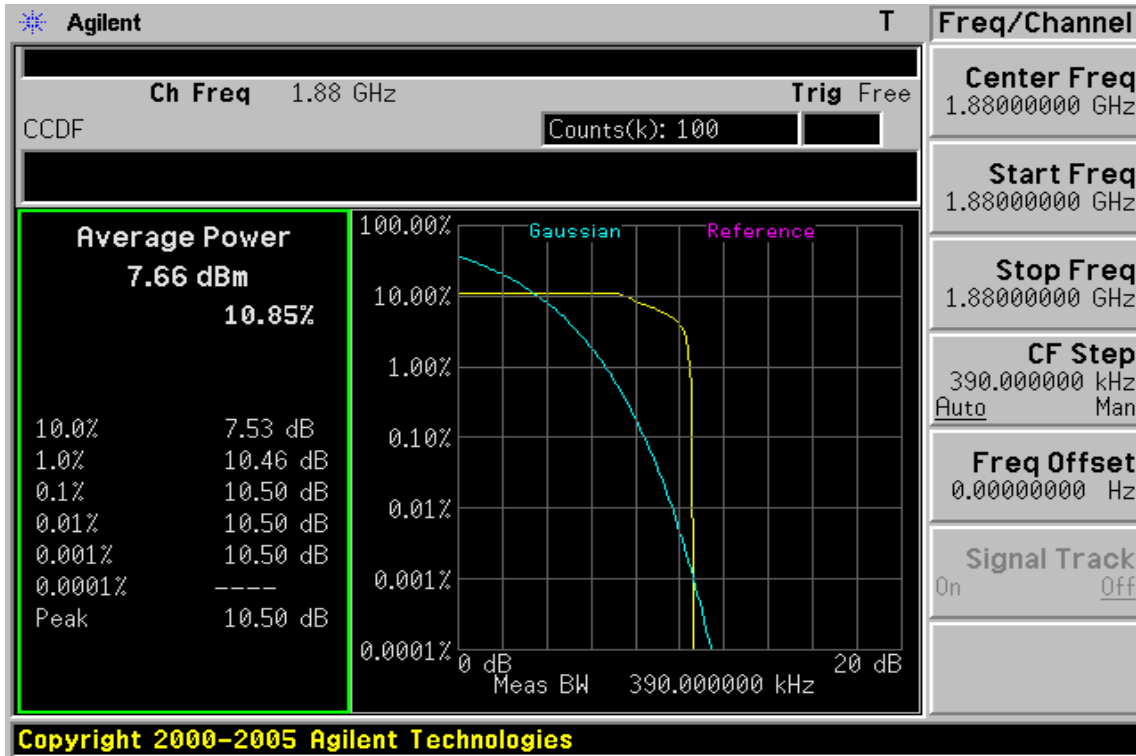 Agilent T
Ch Freq 1.88 GHz Trig Free
CCDF Counts(k): 100
Average Power
7.66 dBm
10.85%
10.0% 7.53 dB
1.0% 10.46 dB
0.1% 10.50 dB
0.01% 10.50 dB
0.001% 10.50 dB
0.0001% ----
Peak 10.50 dB
Gaussian Reference
100.00%
10.00%
1.00%
0.10%
0.01%
0.001%
0.0001%
0 dB 20 dB
Meas BW 390.000000 kHz
Freq/Channel
Center Freq
1.88000000 GHz
Start Freq
1.88000000 GHz
Stop Freq
1.88000000 GHz
CF Step
390.000000 kHz
Auto Man
Freq Offset
0.00000000 Hz
Signal Track
On Off
Copyright 2000-2005 Agilent Technologies